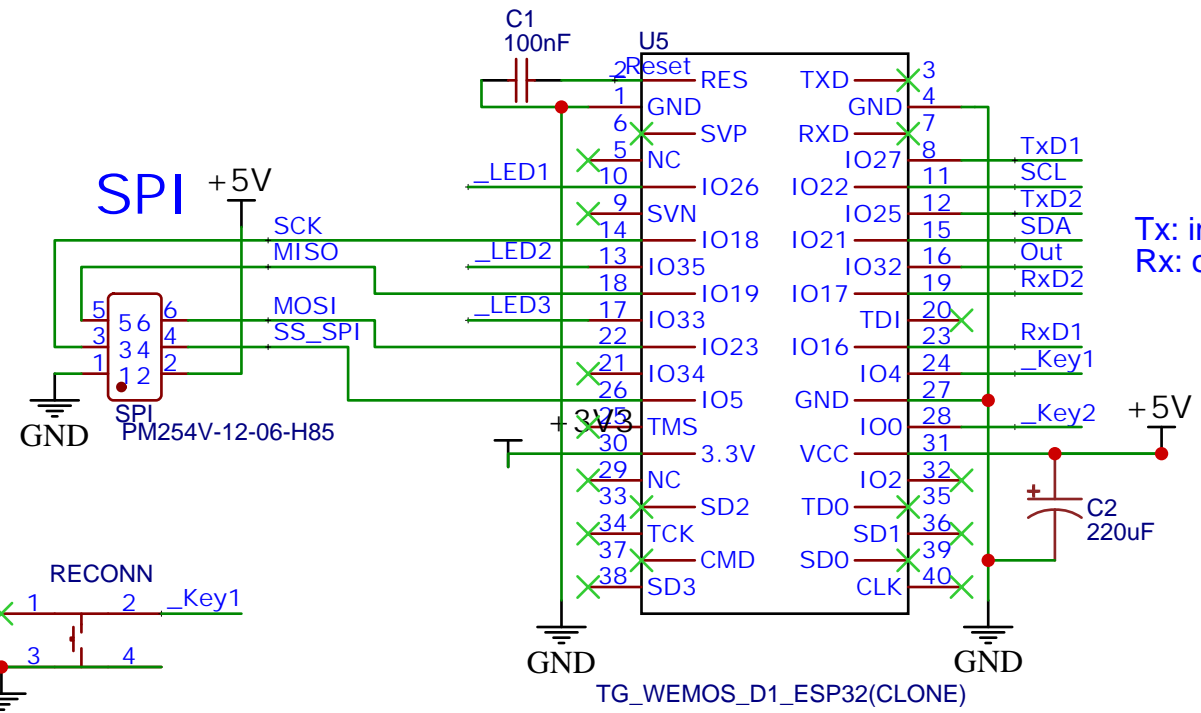 C1
100nF
U5
_Reset
2 RES TXD 3
1 GND GND 4
6 SVP RXD 7
5 NC IO27 8 TxD1
_LED1 10 IO26 IO22 11 SCL
9 SVN IO25 12 TxD2
14 IO18 IO21 15 SDA
_LED2 13 IO35 IO32 16 Out
18 IO19 IO17 19 RxD2
_LED3 17 IO33 TDI 20
22 IO23 IO16 23 RxD1
21 IO34 IO4 24 _Key1
26 IO5 GND 27
25 TMS IO0 28 _Key2
30 3.3V VCC 31
29 NC IO2 32
33 SD2 TD0 35
34 TCK SD1 36
37 CMD SD0 39
38 SD3 CLK 40
+3V3
GND
GND
TG_WEMOS_D1_ESP32(CLONE)
SPI
+5V
SCK
MISO
MOSI
SS_SPI
5 5 6 6
3 3 4 4
1 1 2 2
SPI
PM254V-12-06-H85
GND
Tx:
Rx:
+5V
C2
220uF
RECONN
1 2 _Key1
3 4